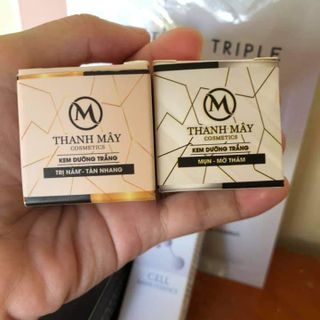 TRIPLE
M
THANH MÂY
COSMETICS
KEM DƯỠNG TRẮNG
TRỊ NÁM - TÀN NHANG
M
THANH MÂY
COSMETICS
KEM DƯỠNG TRẮNG
MỤN - MỜ THÂM
CELL